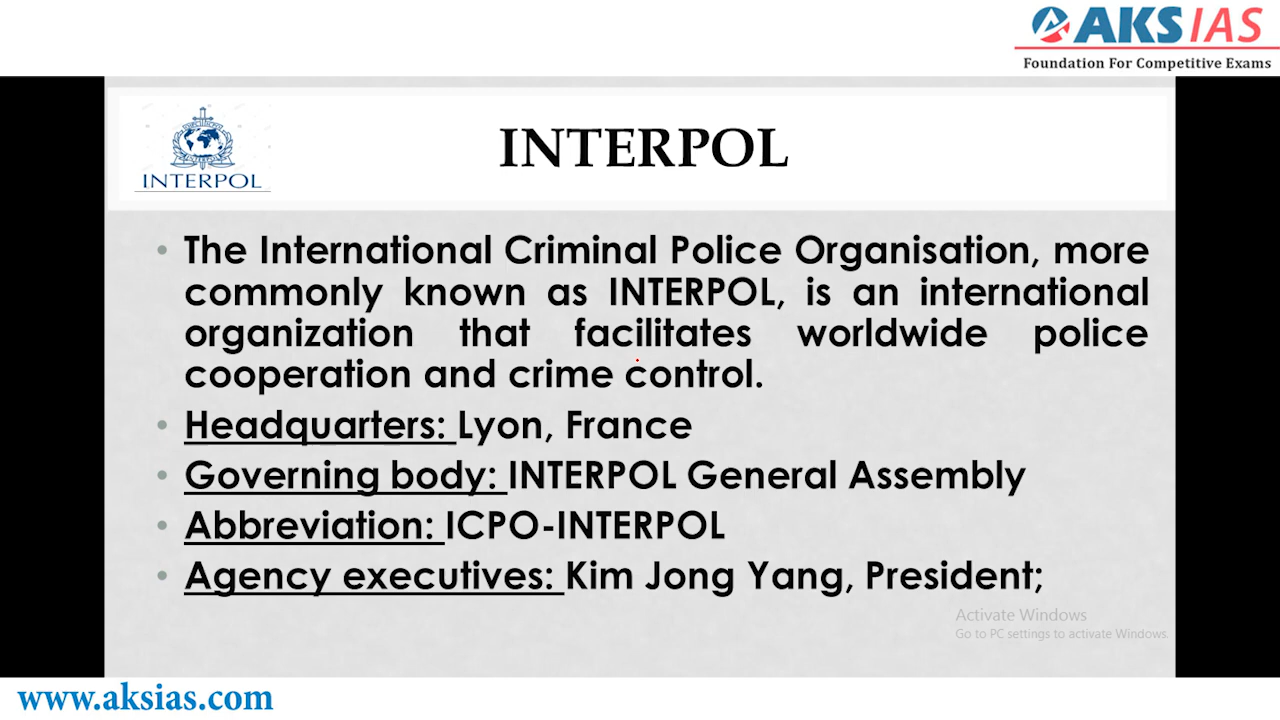 AKSIAS
Foundation For Competitive Exams
INTERPOL
INTERPOL
• The International Criminal Police Organisation, more
commonly known as INTERPOL, is an international
organization that facilitates worldwide police
cooperation and crime control.
• Headquarters: Lyon, France
• Governing body: INTERPOL General Assembly
• Abbreviation: ICPO-INTERPOL
• Agency executives: Kim Jong Yang, President;
Activate Windows
Go to PC settings to activate Windows.
www.aksias.com